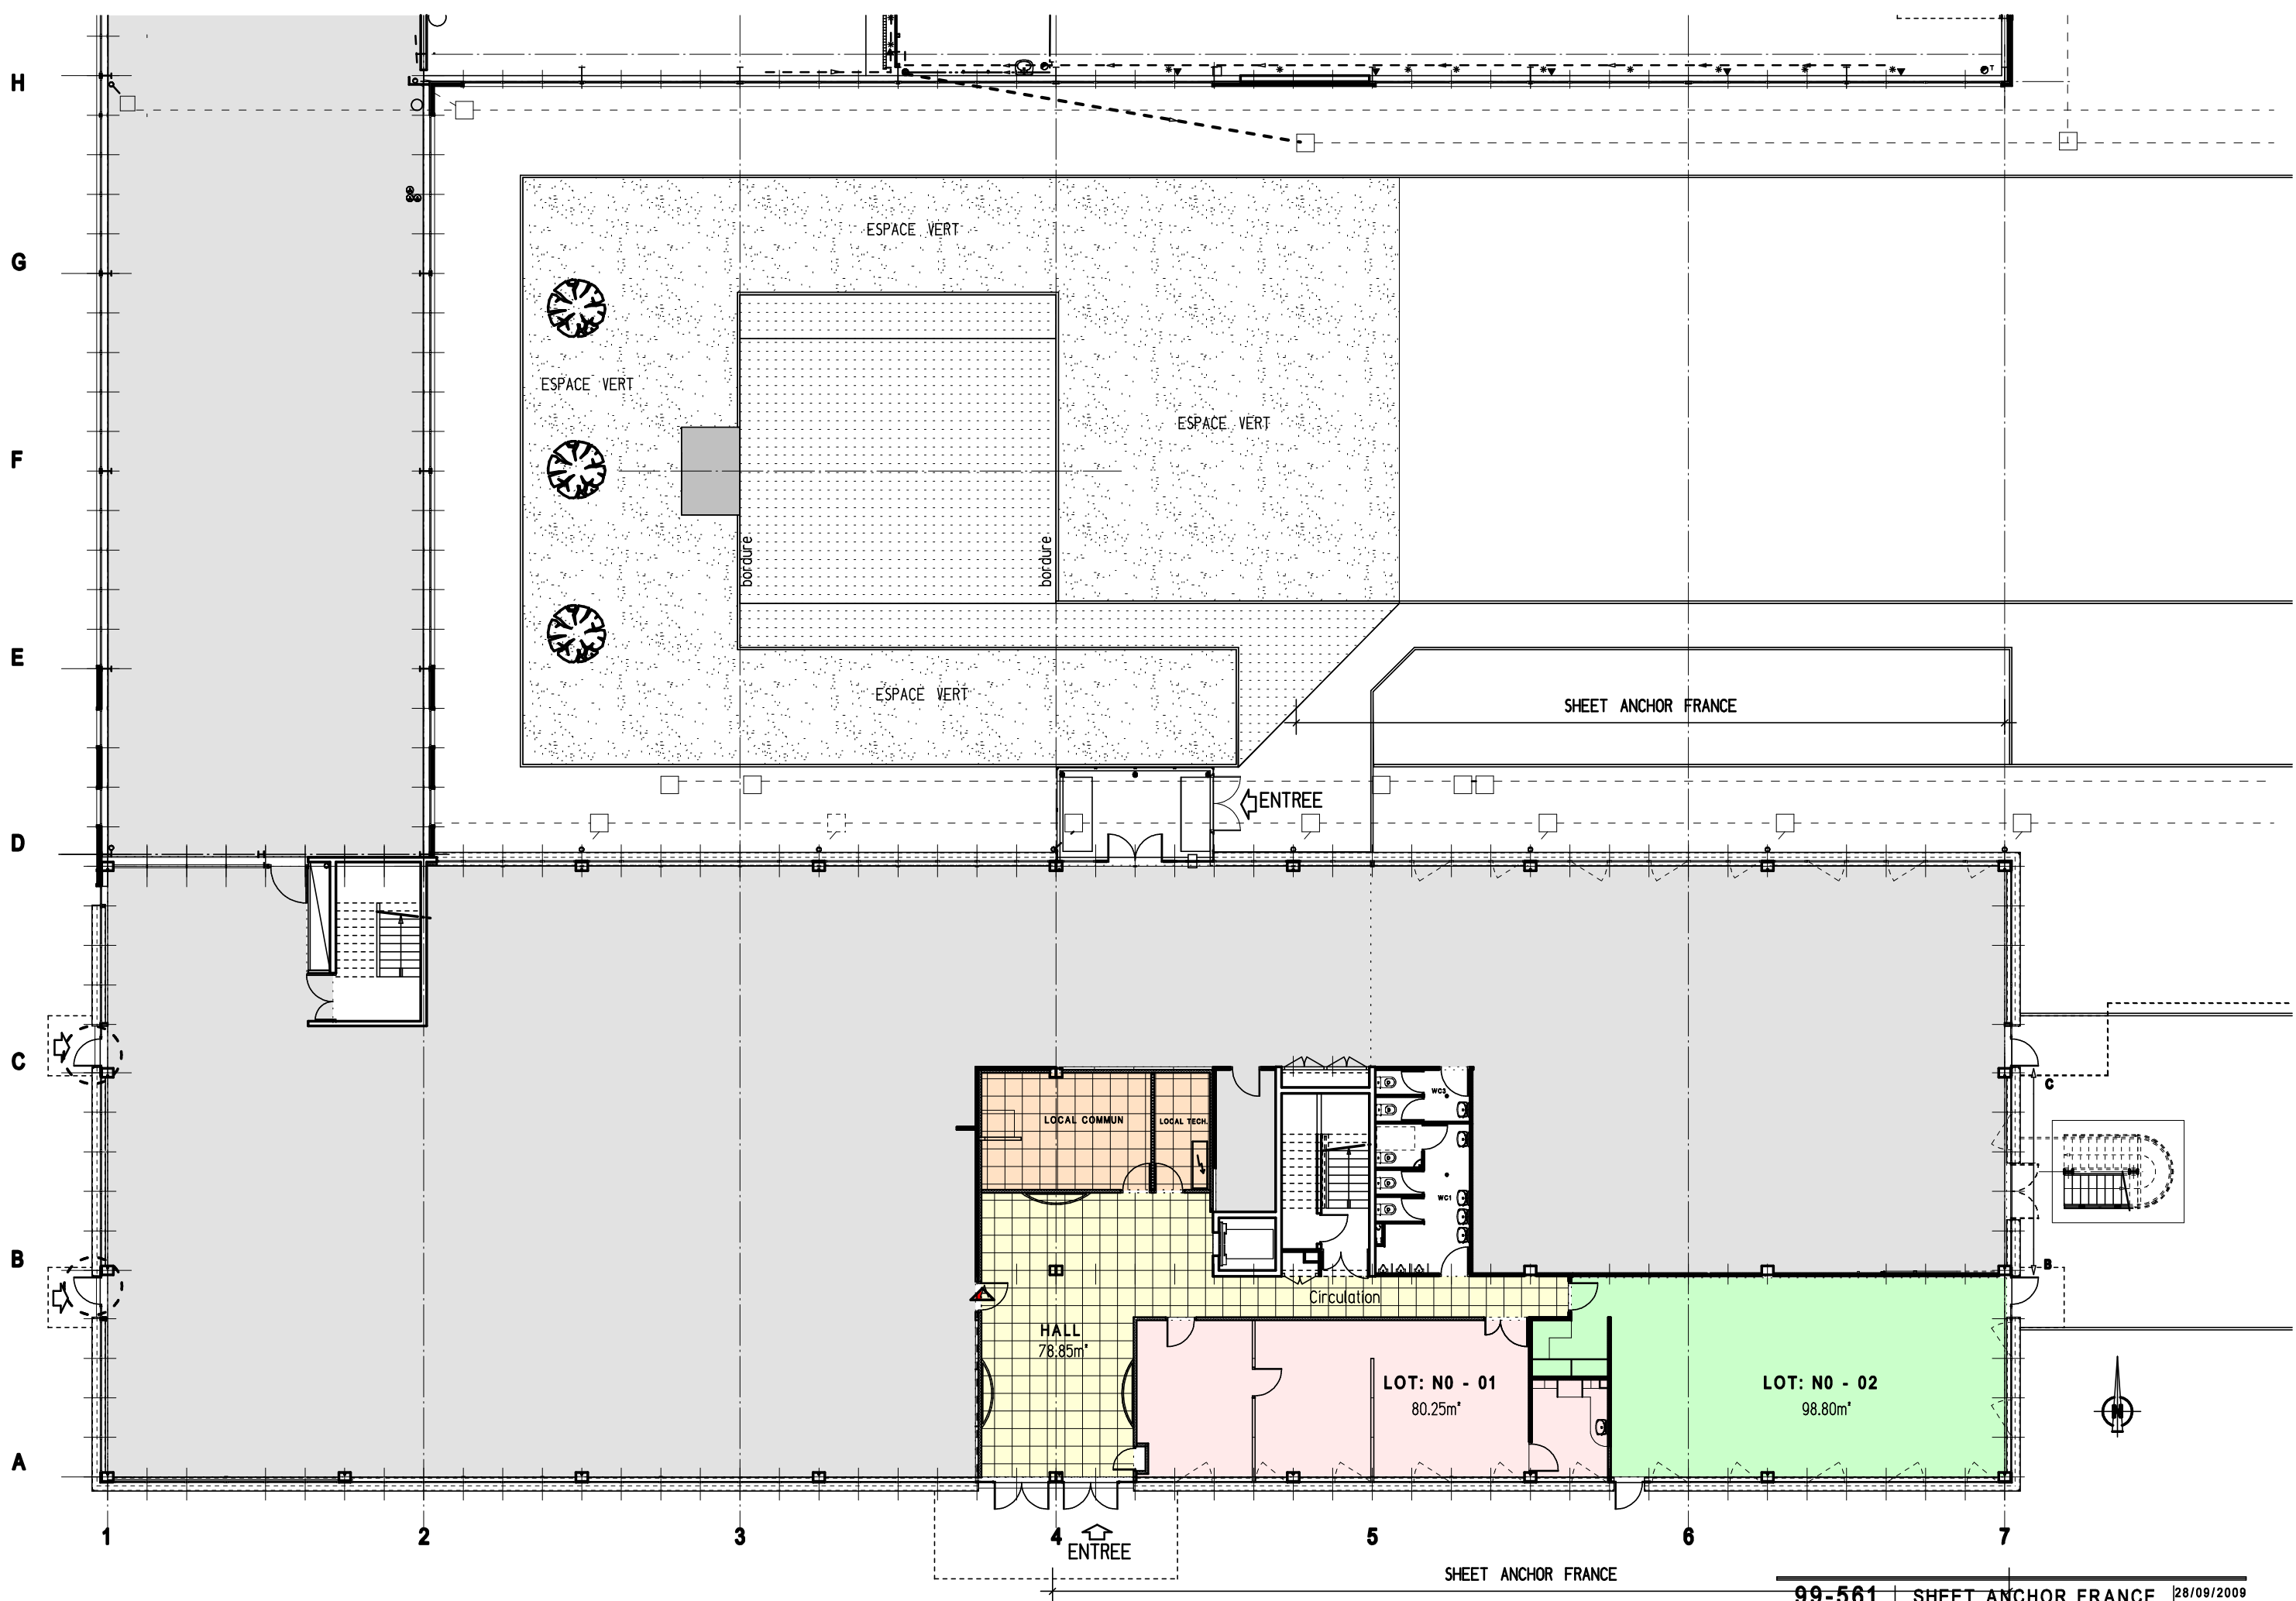 H
G
ESPACE VERT
ESPACE VERT
ESPACE VERT
F
bordure
bordure
E
ESPACE VERT
SHEET ANCHOR FRANCE
ENTREE
D
C
C
WC3
LOCAL COMMUN
LOCAL TECH.
WC1
B
B
Circulation
HALL
78.85m²
LOT: N0 - 01
80.25m²
LOT: N0 - 02
98.80m²
N
A
1
2
3
4
5
6
7
ENTREE
SHEET ANCHOR FRANCE
99-561 SHEET ANCHOR FRANCE 28/09/2009